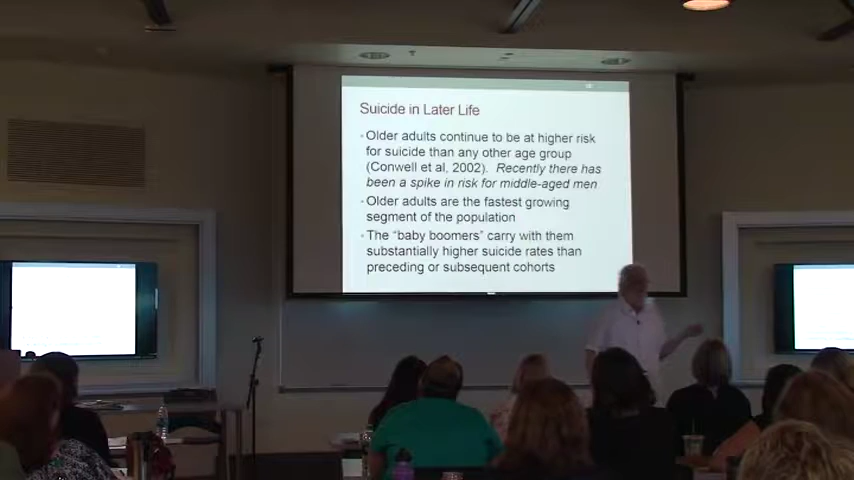 Suicide in Later Life
Older adults continue to be at higher risk
for suicide than any other age group
(Conwell et al, 2002). Recently there has
been a spike in risk for middle-aged men
Older adults are the fastest growing
segment of the population
The "baby boomers" carry with them
substantially higher suicide rates than
preceding or subsequent cohorts